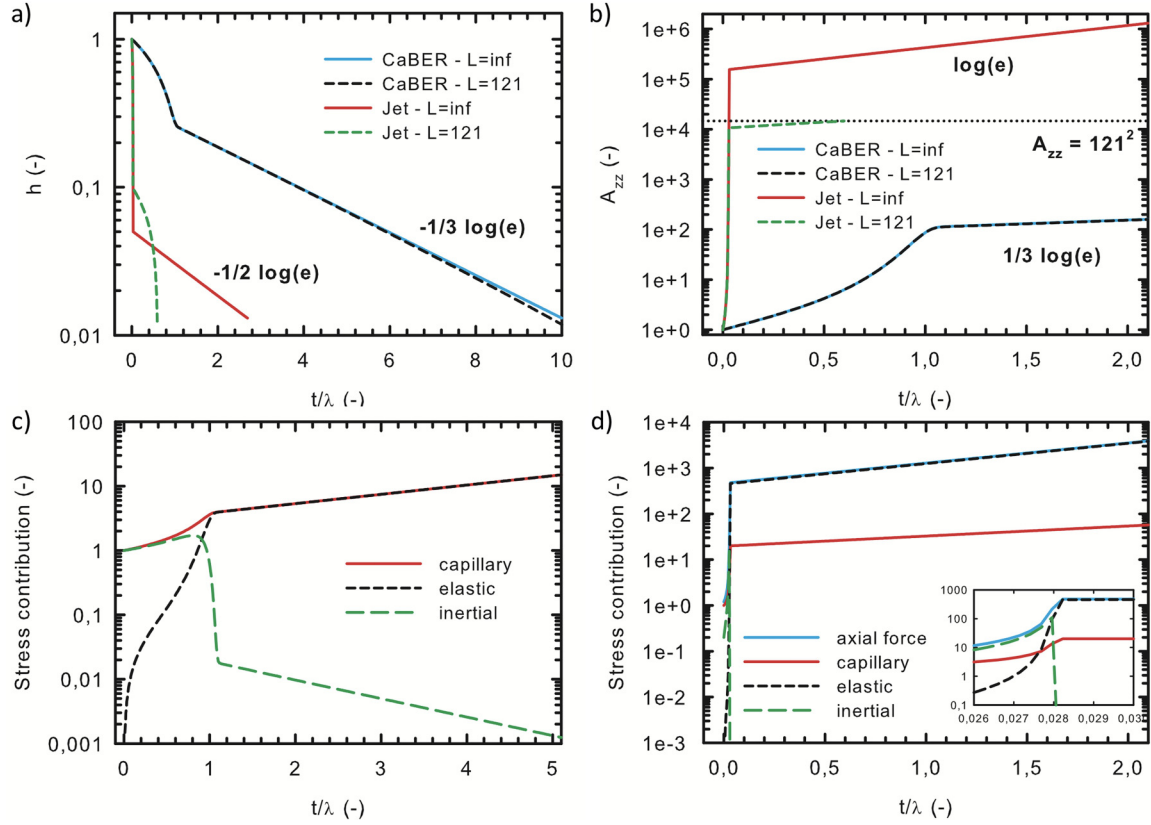 a)
1
0,1
0,01
h (-)
CaBER - L=inf
CaBER - L=121
Jet - L=inf
Jet - L=121
-1/3 log(e)
-1/2 log(e)
0 2 4 6 8 10
t/λ (-)
b)
1e+6
1e+5
1e+4
1e+3
1e+2
1e+1
1e+0
A_zz (-)
log(e)
A_zz = 121²
CaBER - L=inf
CaBER - L=121
Jet - L=inf
Jet - L=121
1/3 log(e)
0,0 0,5 1,0 1,5 2,0
t/λ (-)
c)
100
10
1
0,1
0,01
0,001
Stress contribution (-)
capillary
elastic
inertial
0 1 2 3 4 5
t/λ (-)
d)
1e+4
1e+3
1e+2
1e+1
1e+0
1e-1
1e-2
1e-3
Stress contribution (-)
axial force
capillary
elastic
inertial
1000
100
10
1
0,1
0,026 0,027 0,028 0,029 0,03
0,0 0,5 1,0 1,5 2,0
t/λ (-)